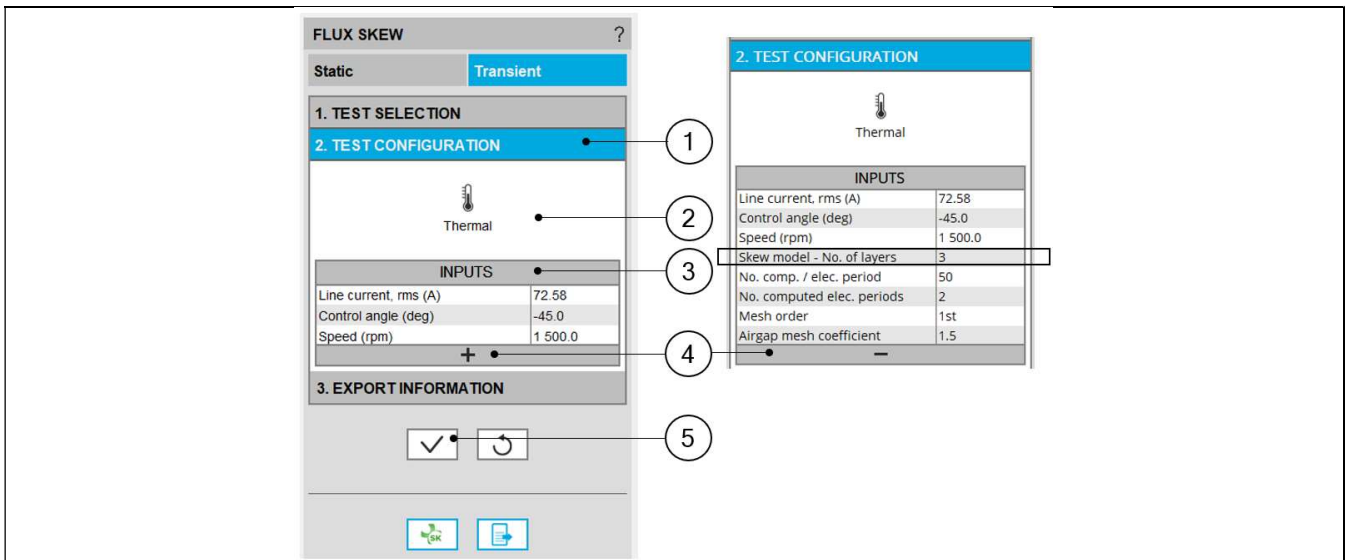 FLUX SKEW ?
Static Transient
1. TEST SELECTION
2. TEST CONFIGURATION
Thermal
INPUTS
Line current, rms (A) 72.58
Control angle (deg) -45.0
Speed (rpm) 1 500.0
+
3. EXPORT INFORMATION
SK
1
2
3
4
5
2. TEST CONFIGURATION
Thermal
INPUTS
Line current, rms (A) 72.58
Control angle (deg) -45.0
Speed (rpm) 1 500.0
Skew model - No. of layers 3
No. comp. / elec. period 50
No. computed elec. periods 2
Mesh order 1st
Airgap mesh coefficient 1.5
−